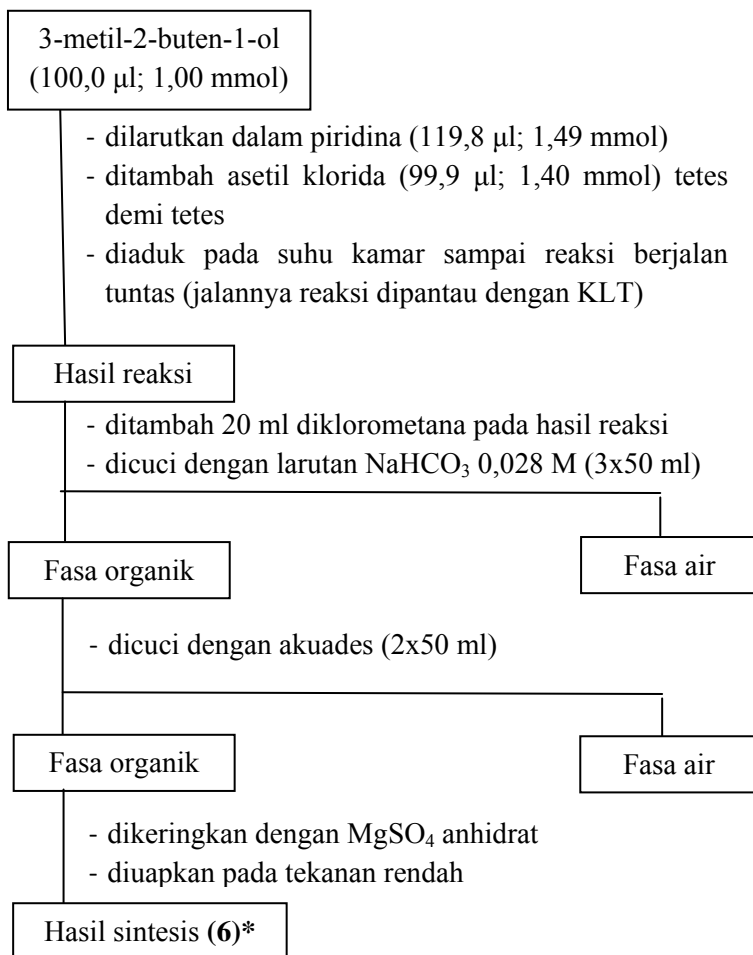 3-metil-2-buten-1-ol
(100,0 μl; 1,00 mmol)
- dilarutkan dalam piridina (119,8 μl; 1,49 mmol)
- ditambah asetil klorida (99,9 μl; 1,40 mmol) tetes
demi tetes
- diaduk pada suhu kamar sampai reaksi berjalan
tuntas (jalannya reaksi dipantau dengan KLT)
Hasil reaksi
- ditambah 20 ml diklorometana pada hasil reaksi
- dicuci dengan larutan NaHCO₃ 0,028 M (3x50 ml)
Fasa organik
Fasa air
- dicuci dengan akuades (2x50 ml)
Fasa organik
Fasa air
- dikeringkan dengan MgSO₄ anhidrat
- diuapkan pada tekanan rendah
Hasil sintesis (6)*